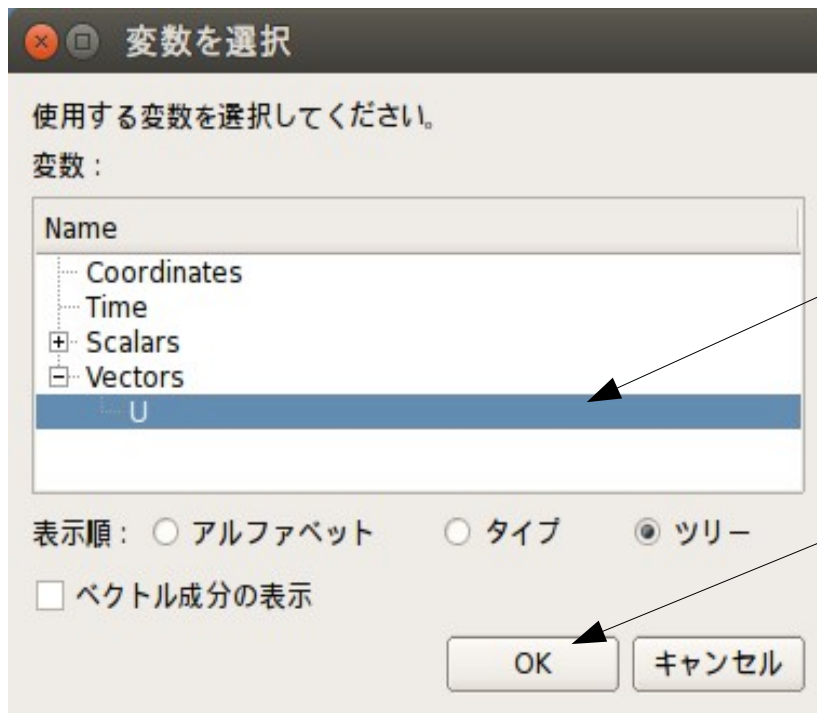 変数を選択
使用する変数を選択してください。
変数：
Name
Coordinates
Time
Scalars
Vectors
U
表示順： アルファベット タイプ ツリー
ベクトル成分の表示
OK キャンセル